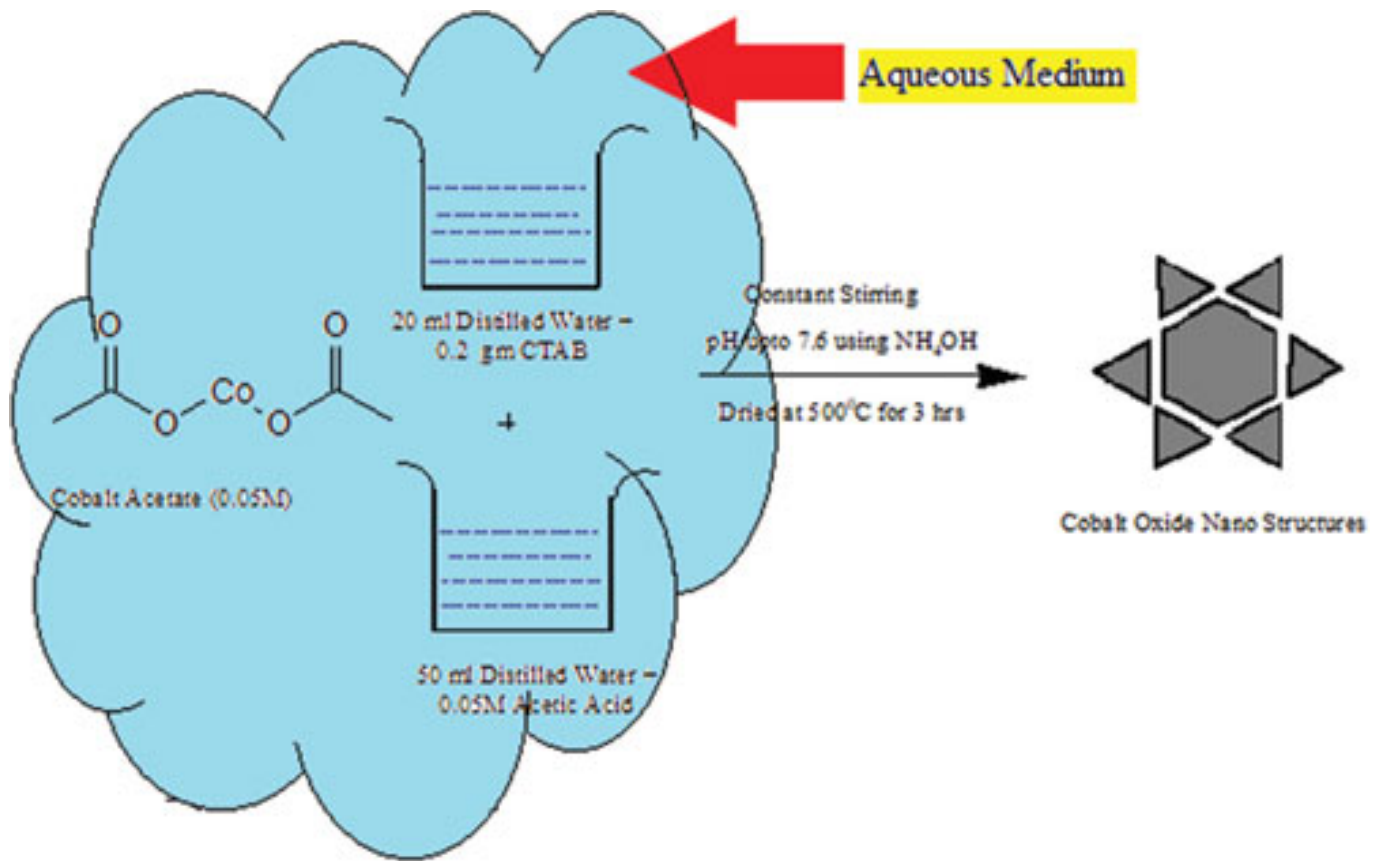 Aqueous Medium
20 ml Distilled Water –
0.2 gm CTAB
+
O
O
Co
O
O
Cobalt Acetate (0.05M)
50 ml Distilled Water –
0.05M Acetic Acid
Constant Stirring
pH upto 7.6 using NH₄OH
Dried at 500⁰C for 3 hrs
Cobalt Oxide Nano Structures